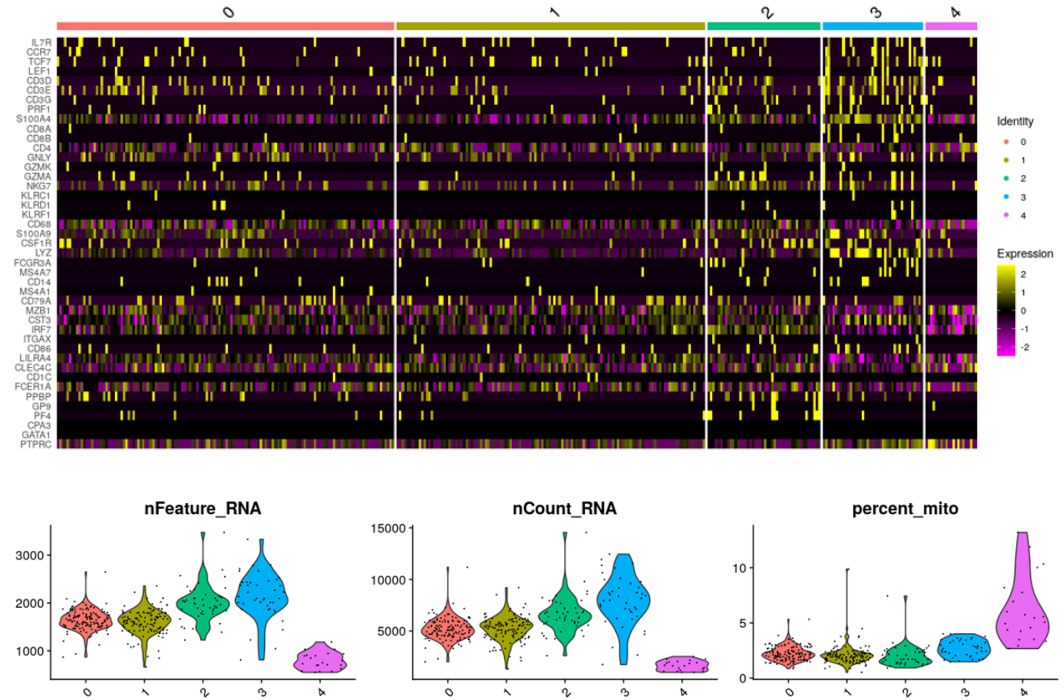 0 1 2 3 4
IL7R
CCR7
TCF7
LEF1
CD3D
CD3E
CD3G
PRF1
S100A4
CD8A
CD8B
CD4
GNLY
GZMK
GZMA
NKG7
KLRC1
KLRD1
KLRF1
CD68
S100A9
CSF1R
LYZ
FCGR3A
MS4A7
CD14
MS4A1
CD79A
MZB1
CST3
IRF7
ITGAX
CD86
LILRA4
CLEC4C
CD1C
FCER1A
PPBP
GP9
PF4
CPA3
GATA1
PTPRC
Identity
0
1
2
3
4
Expression
2
1
0
-1
-2
nFeature_RNA
3000
2000
1000
0 1 2 3 4
nCount_RNA
15000
10000
5000
0 1 2 3 4
percent_mito
10
5
0
0 1 2 3 4